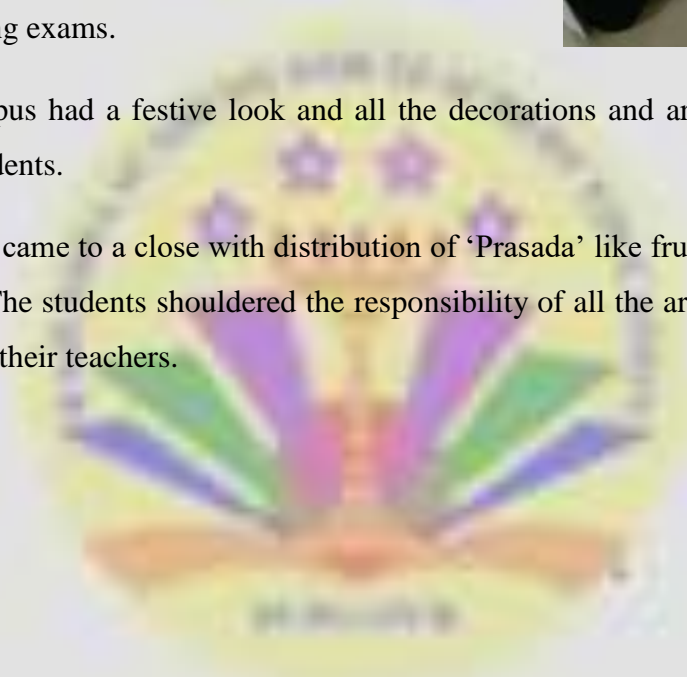 ng exams.
pus had a festive look and all the decorations and ar
dents.
came to a close with distribution of ‘Prasada’ like fru
The students shouldered the responsibility of all the ar
their teachers.